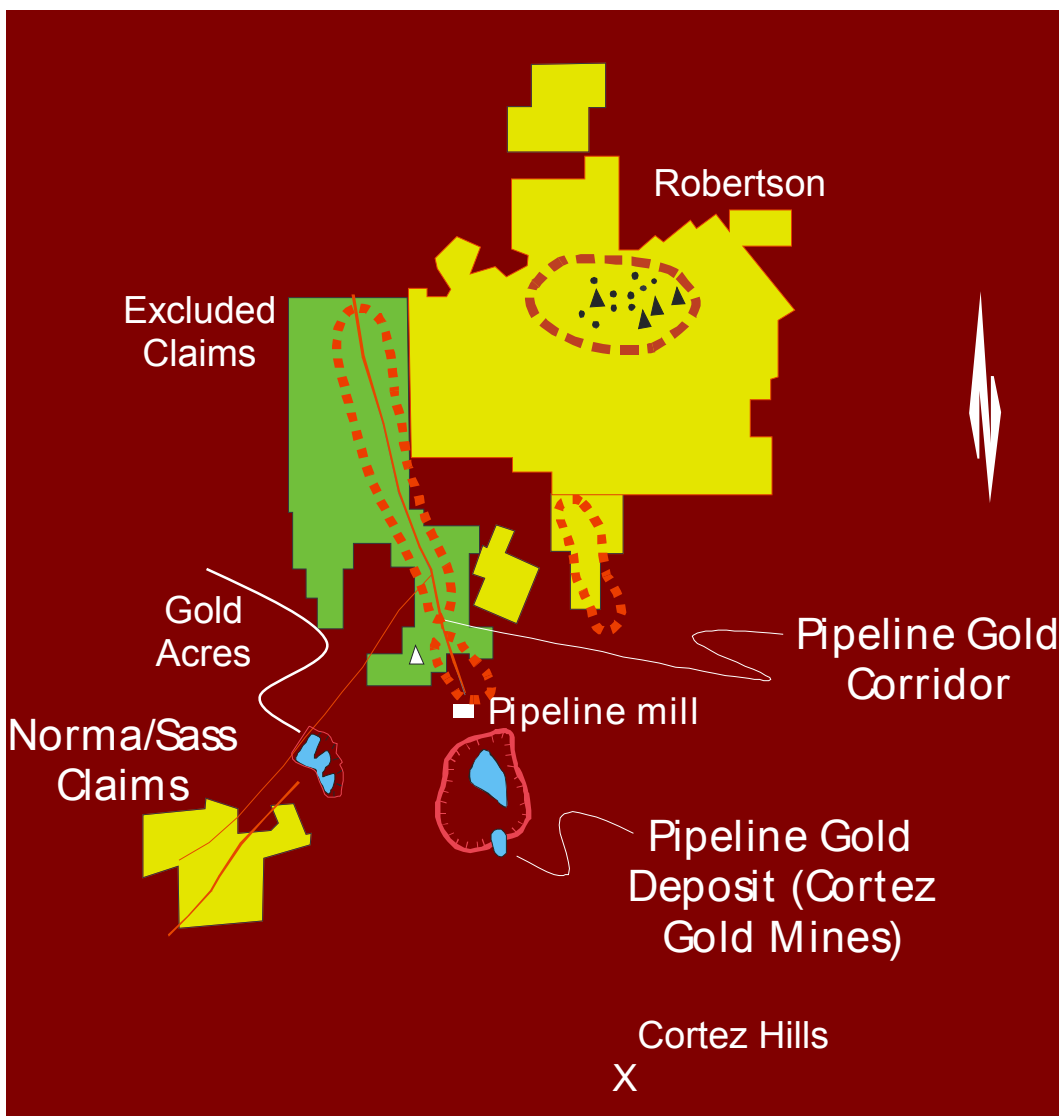 Robertson
Excluded
Claims
Gold
Acres
Pipeline Gold
Corridor
Pipeline mill
Norma/Sass
Claims
Pipeline Gold
Deposit (Cortez
Gold Mines)
Cortez Hills
X